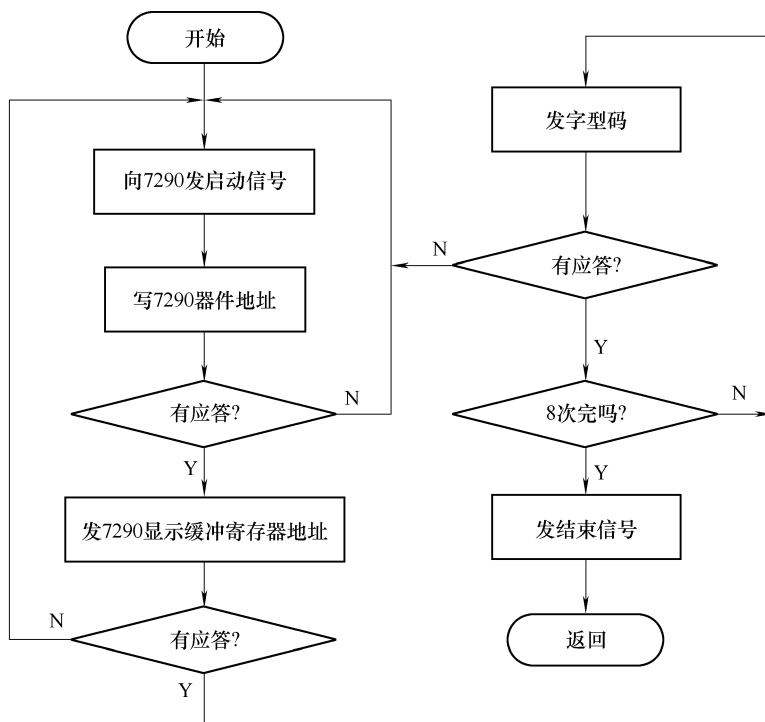 开始
向7290发启动信号
写7290器件地址
有应答?
N
Y
发7290显示缓冲寄存器地址
N
有应答?
Y
发字型码
N
有应答?
Y
8次完吗?
N
Y
发结束信号
返回